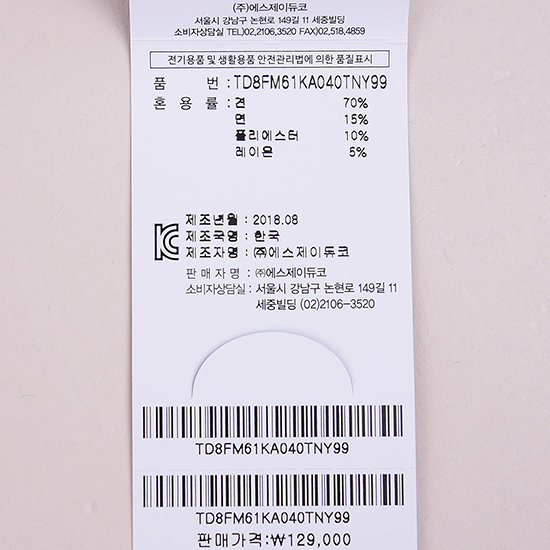 (주)에스제이듀코
서울시 강남구 논현로 149길 11 세중빌딩
소비자상담실 TEL)02,2106,3520 FAX)02,518,4859
전기용품 및 생활용품 안전관리법에 의한 품질표시
품 번 : TD8FM61KA040TNY99
혼 용 률 : 견 70%
면 15%
폴리에스터 10%
레이온 5%
제조년월 : 2018.08
제조국명 : 한국
제조자명 : ㈜에스제이듀코
판 매 자 명 : ㈜에스제이듀코
소비자상담실 : 서울시 강남구 논현로 149길 11
세중빌딩 (02)2106-3520
TD8FM61KA040TNY99
TD8FM61KA040TNY99
판매가격:₩129,000